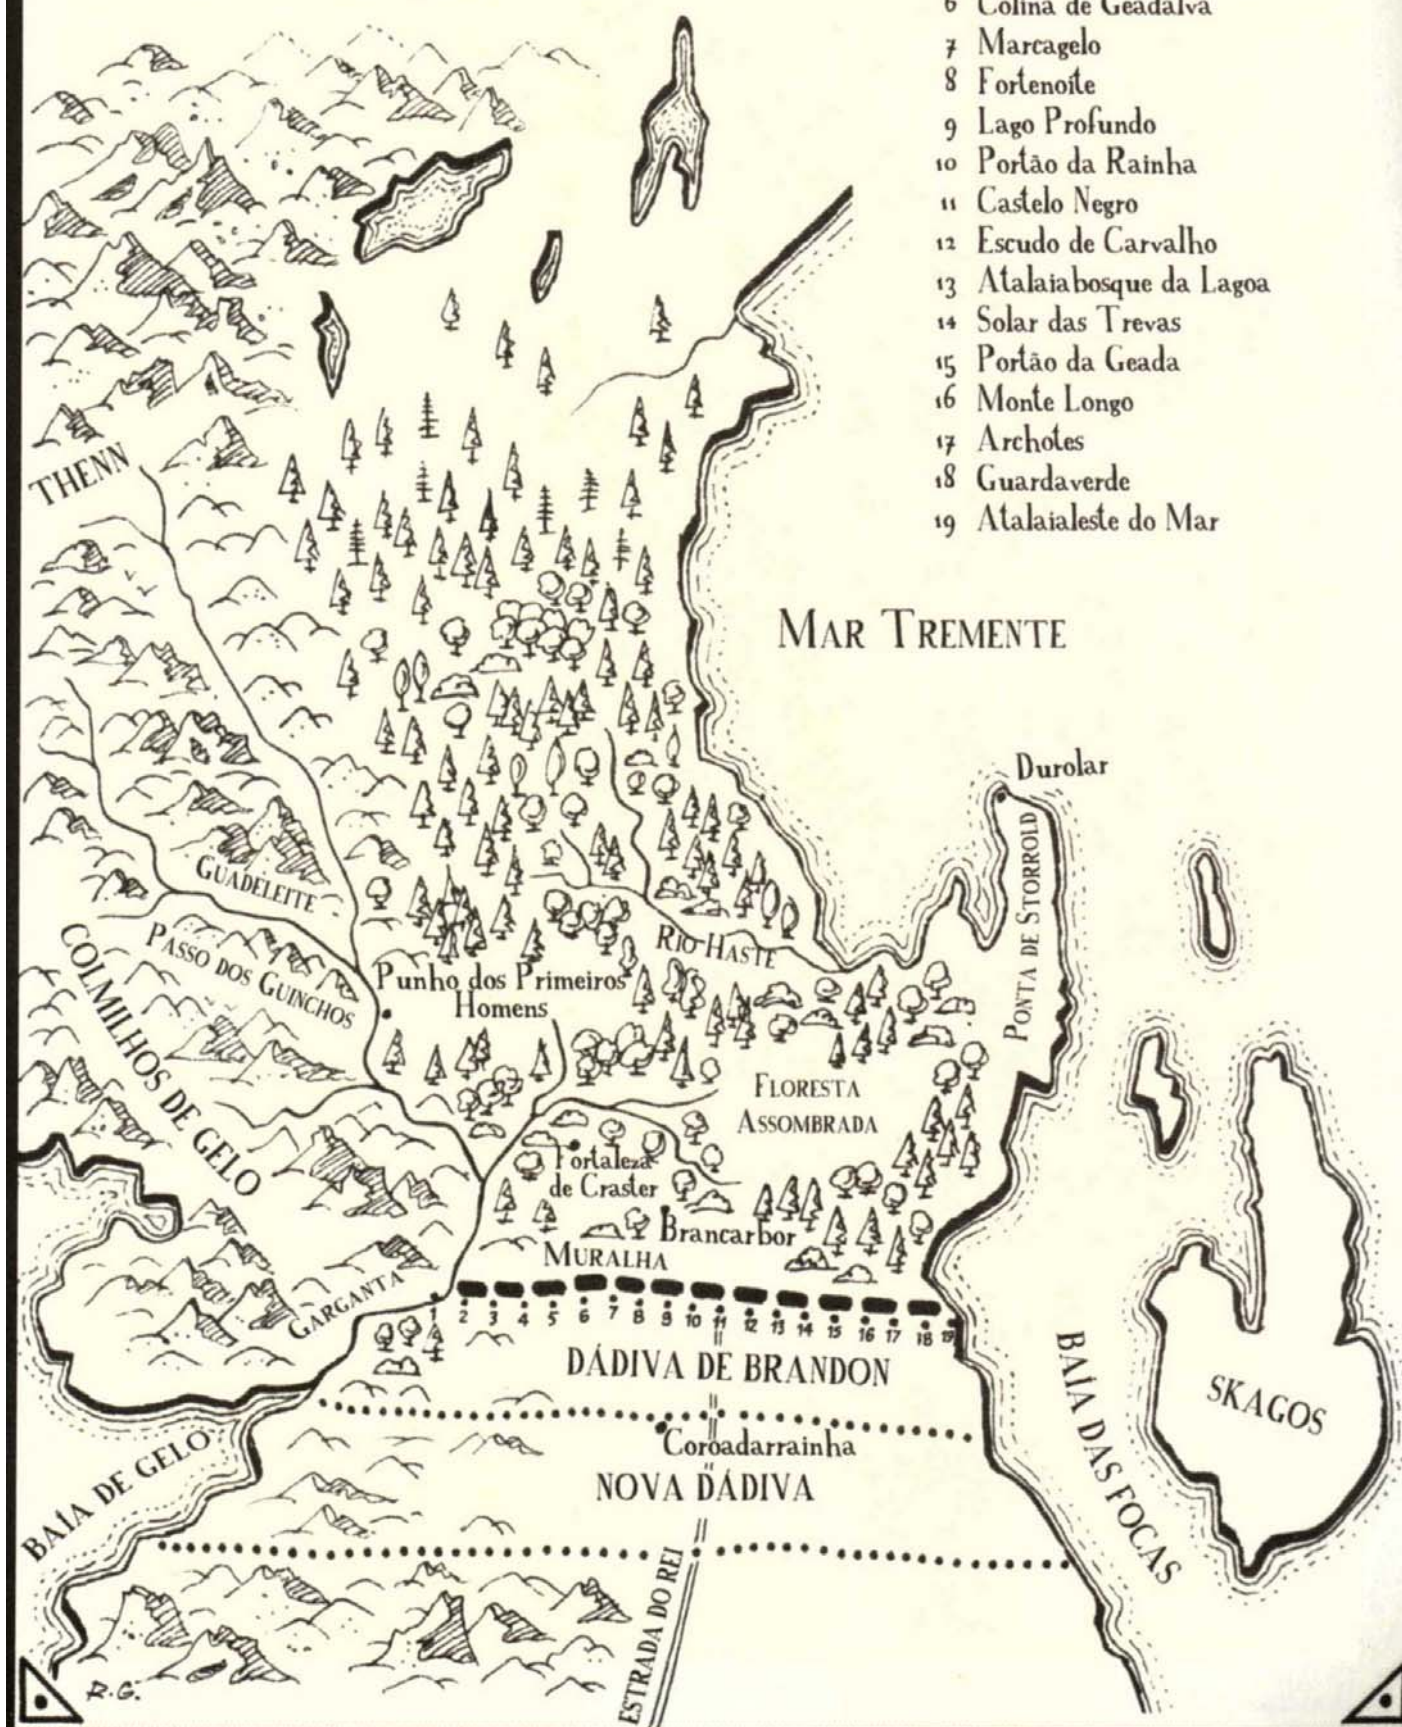 6 Colina de Geadalva
7 Marcagelo
8 Fortenoite
9 Lago Profundo
10 Portão da Rainha
11 Castelo Negro
12 Escudo de Carvalho
13 Atalaiabosque da Lagoa
14 Solar das Trevas
15 Portão da Geada
16 Monte Longo
17 Archotes
18 Guardaverde
19 Atalaialeste do Mar
THENN
MAR TREMENTE
Durolar
PONTA DE STORROLD
GUADELEITE
RIO HASTE
COLMILHOS DE GELO
PASSO DOS GUINCHOS
Punho dos Primeiros
Homens
FLORESTA
ASSOMBRADA
Fortaleza
de Craster
Brancarbor
MURALHA
GARGANTA
1 2 3 4 5 6 7 8 9 10 11 12 13 14 15 16 17 18 19
DÁDIVA DE BRANDON
BAÍA DAS FOCAS
SKAGOS
Coroadarrainha
NOVA DÁDIVA
BAÍA DE GELO
ESTRADA DO REI
R.G.